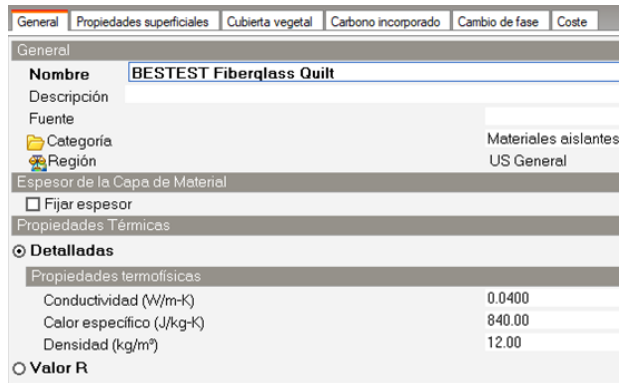 General Propiedades superficiales Cubierta vegetal Carbono incorporado Cambio de fase Coste
General
Nombre BESTEST Fiberglass Quilt
Descripción
Fuente
Categoría Materiales aislantes
Región US General
Espesor de la Capa de Material
Fijar espesor
Propiedades Térmicas
Detalladas
Propiedades termofísicas
Conductividad (W/m-K) 0.0400
Calor específico (J/kg-K) 840.00
Densidad (kg/m³) 12.00
Valor R